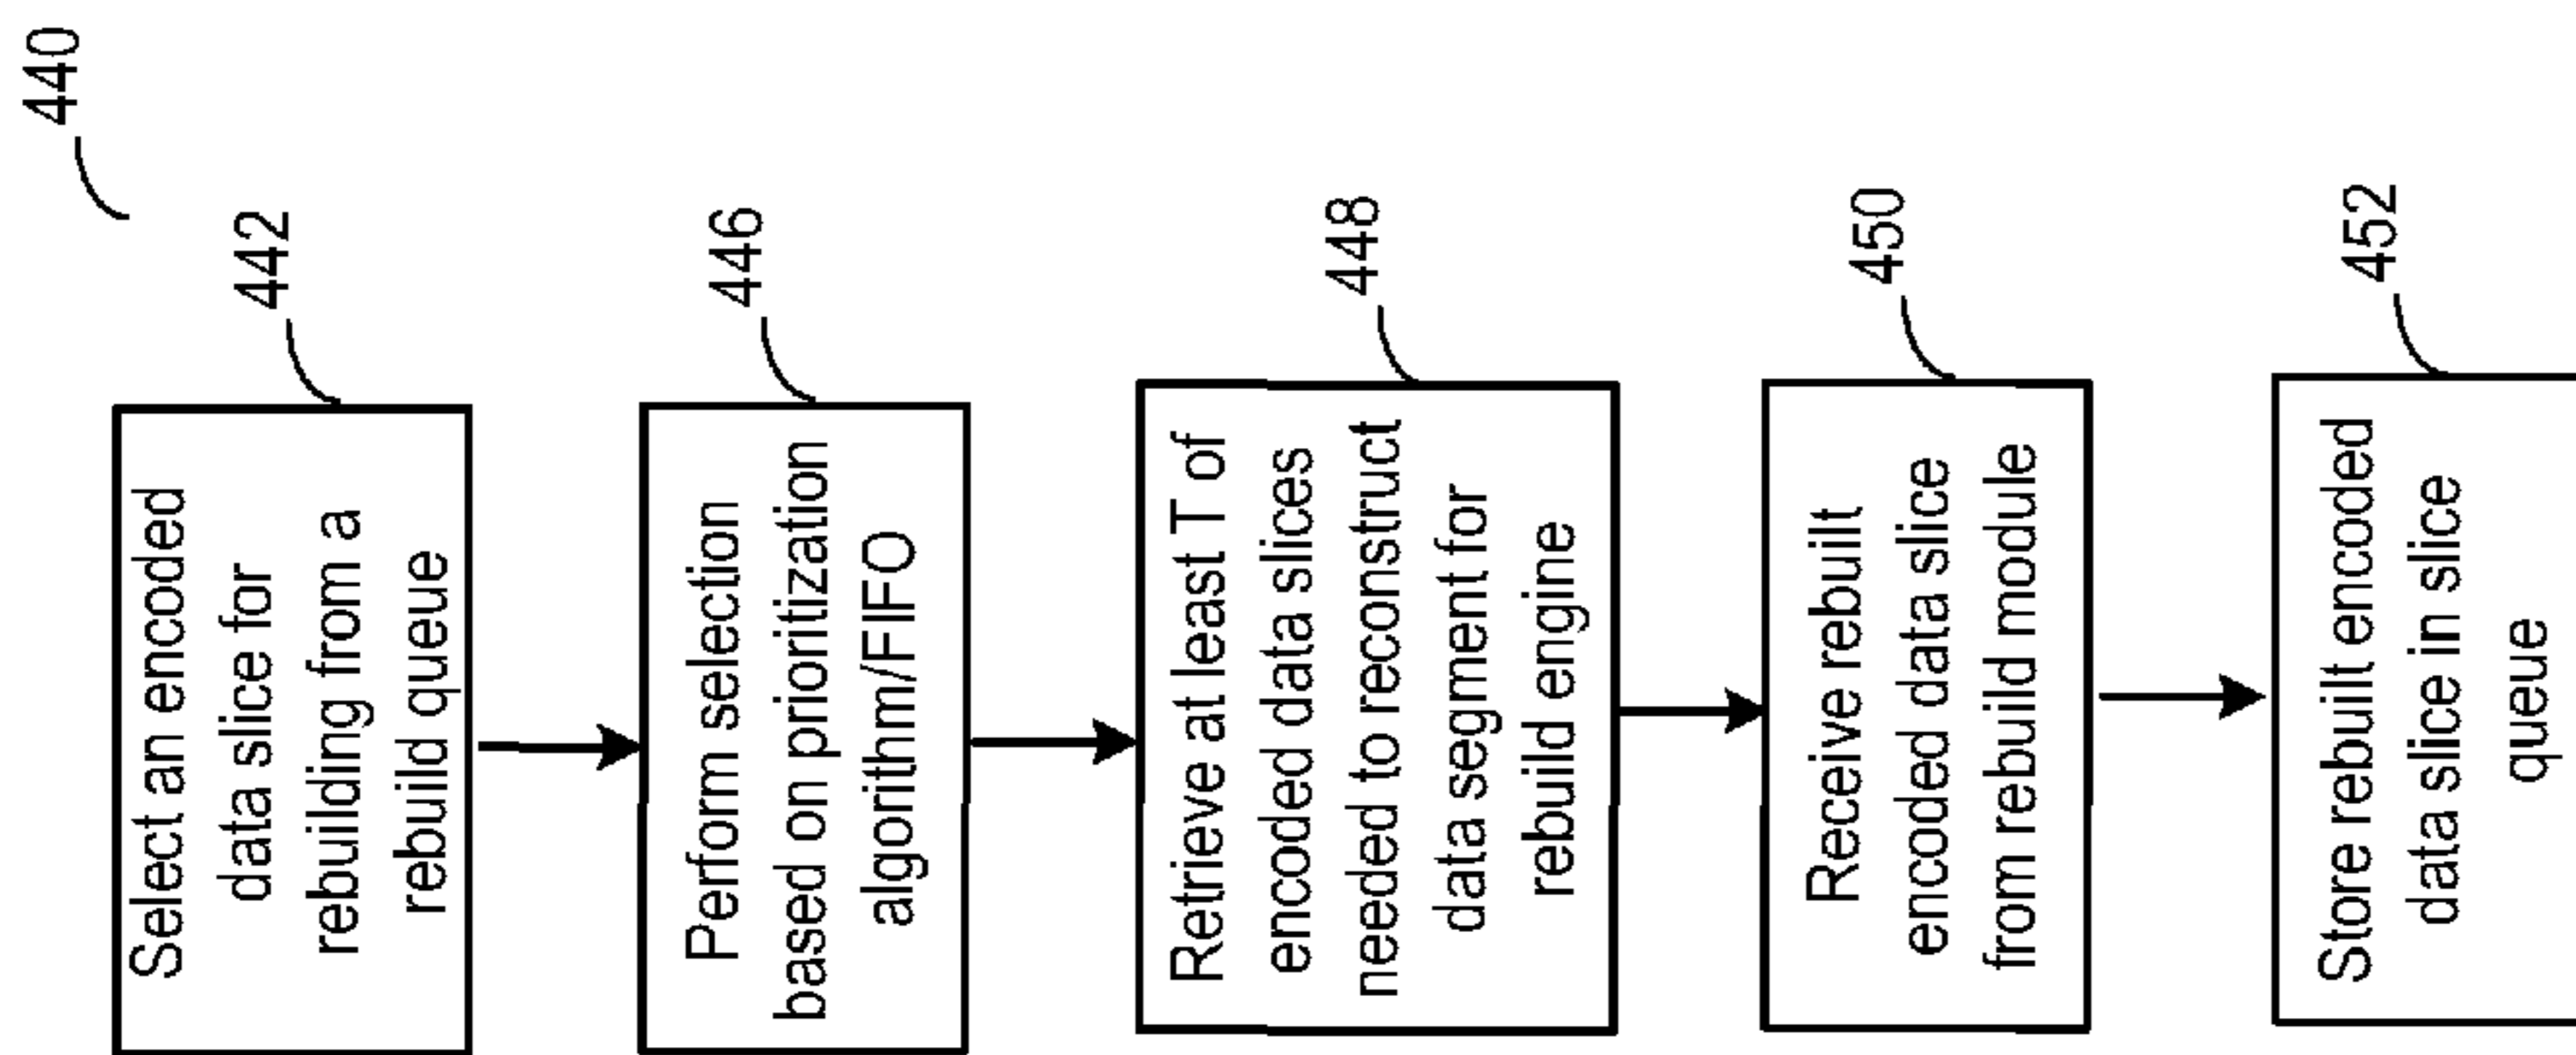 440
442
Select an encoded
data slice for
rebuilding from a
rebuild queue
446
Perform selection
based on prioritization
algorithm/FIFO
448
Retrieve at least T of
encoded data slices
needed to reconstruct
data segment for
rebuild engine
450
Receive rebuilt
encoded data slice
from rebuild module
452
Store rebuilt encoded
data slice in slice
queue